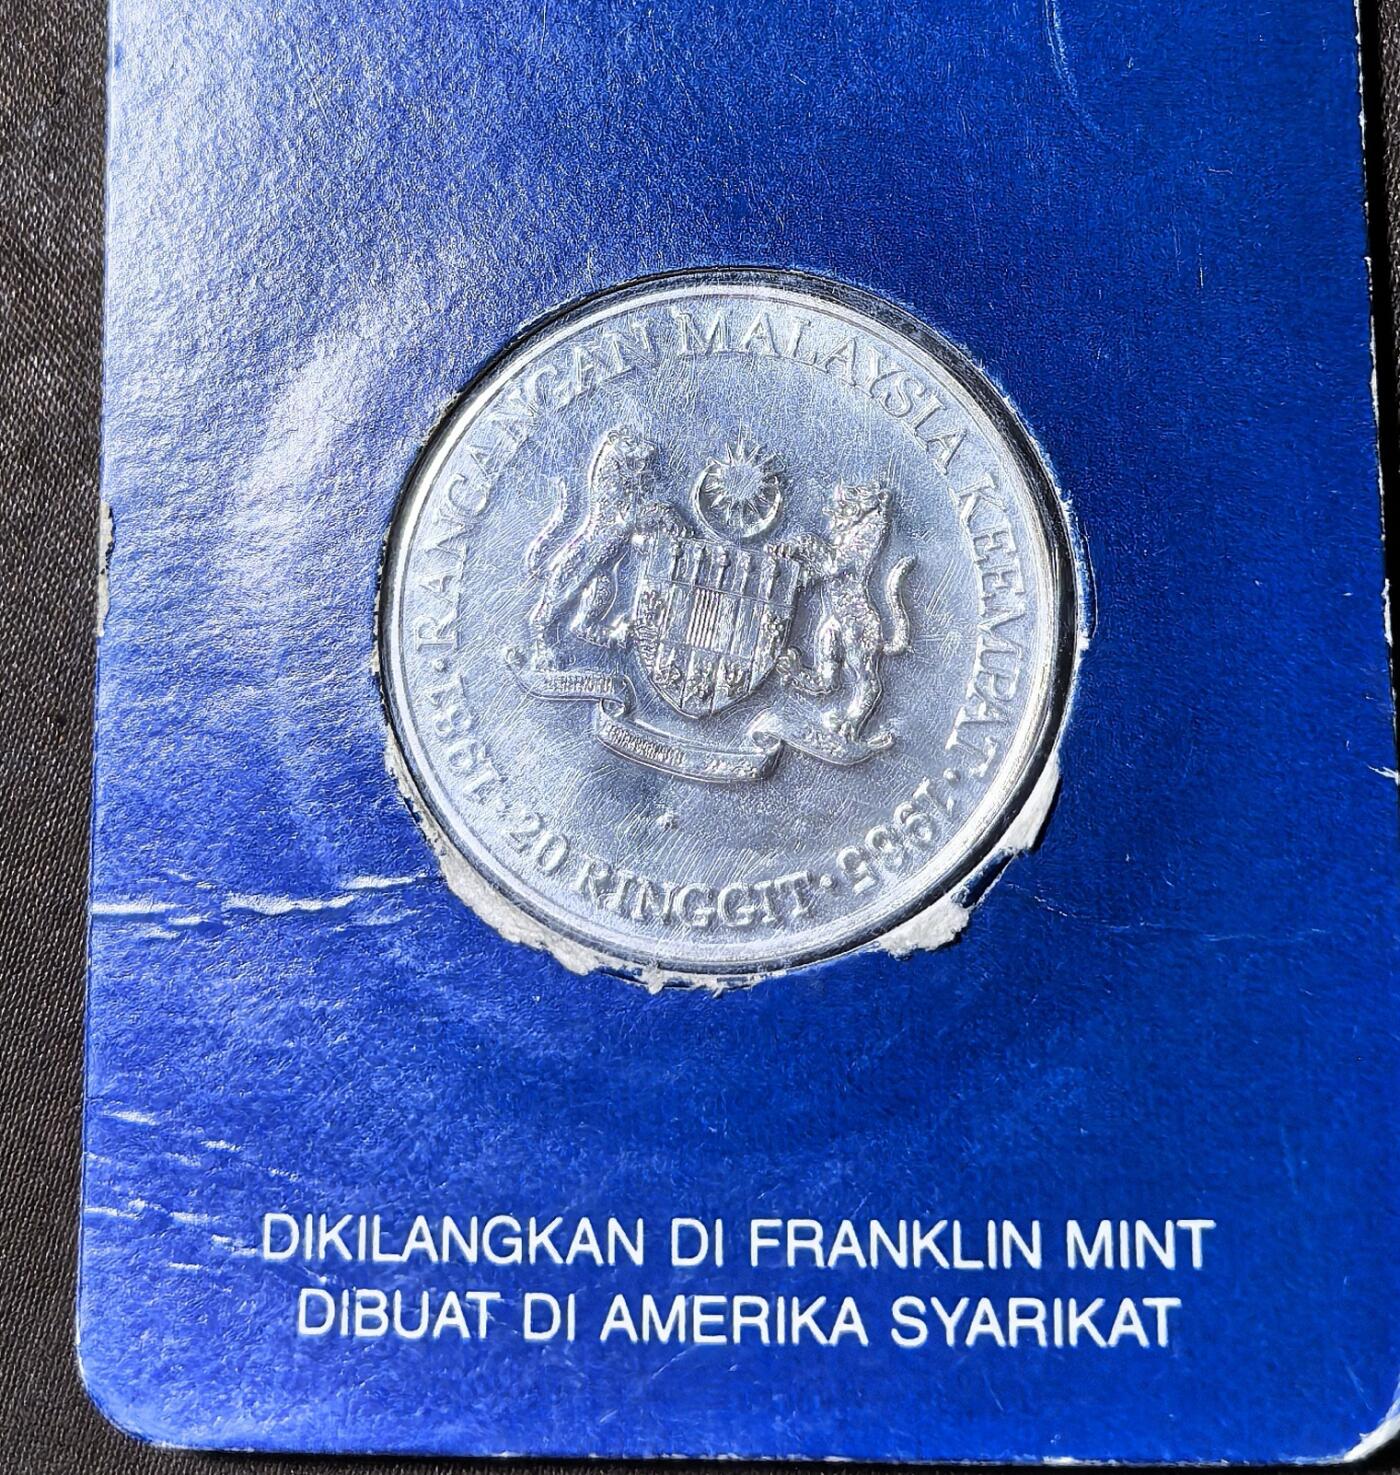 RANCANGAN MALAYSIA KEEMPAT
· 1981 · 20 RINGGIT · 1985 ·
DIKILANGKAN DI FRANKLIN MINT
DIBUAT DI AMERIKA SYARIKAT